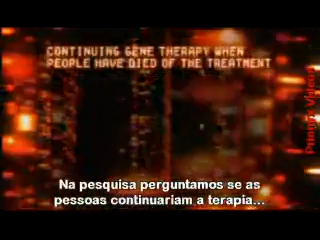 CONTINUING GENE THERAPY WHEN
PEOPLE HAVE DIED OF THE TREATMENT
Na pesquisa perguntamos se as
pessoas continuariam a terapia...